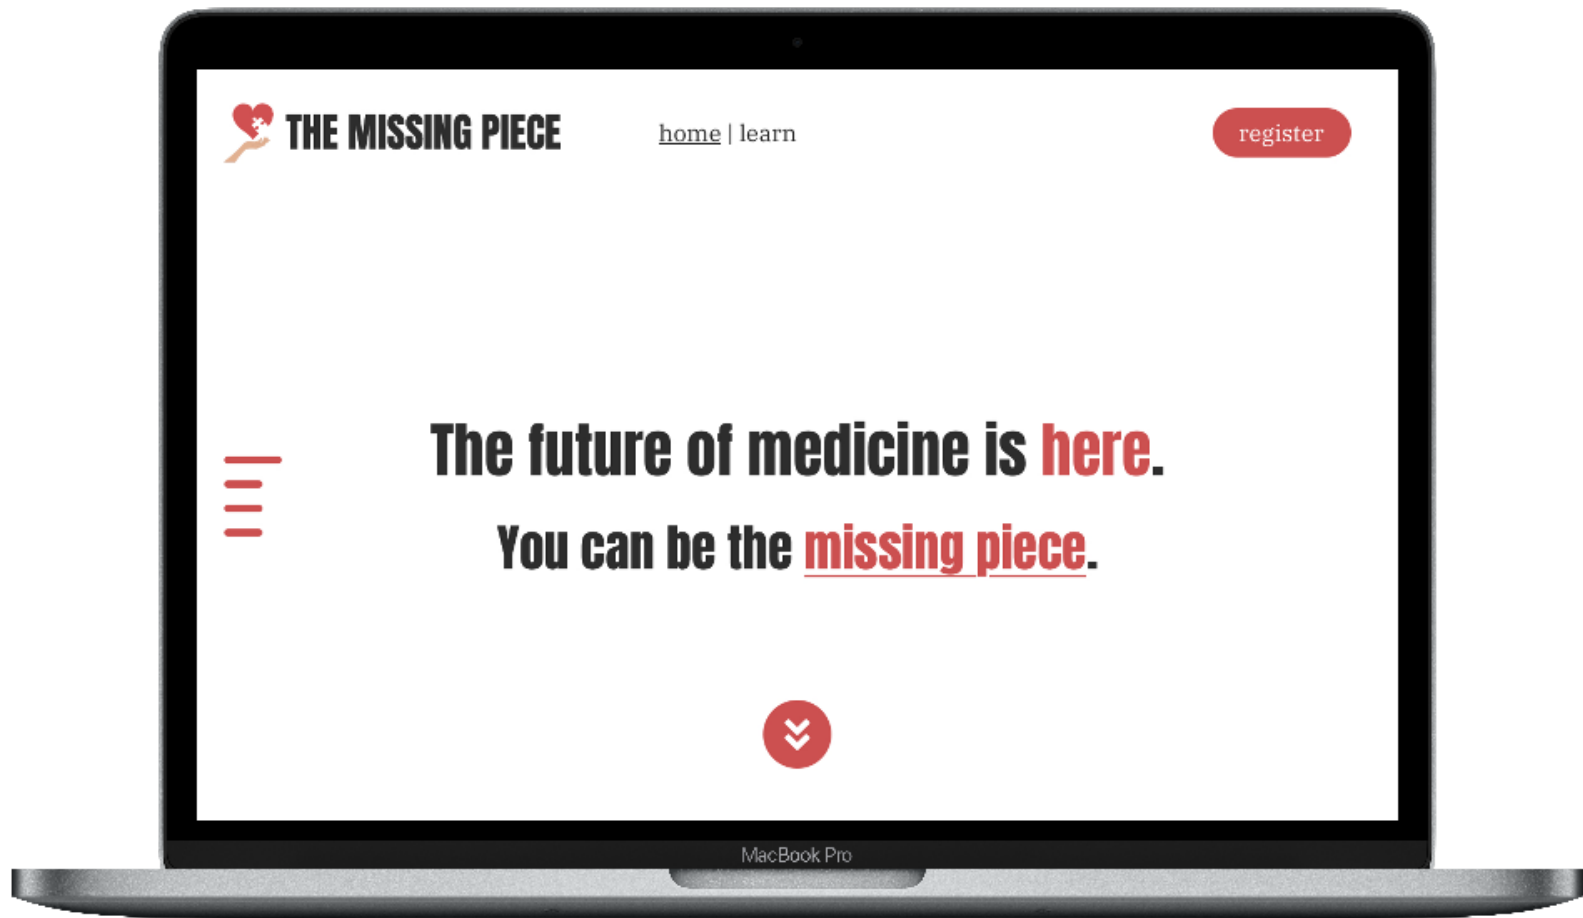 THE MISSING PIECE
home | learn
register
The future of medicine is here.
You can be the missing piece.
MacBook Pro